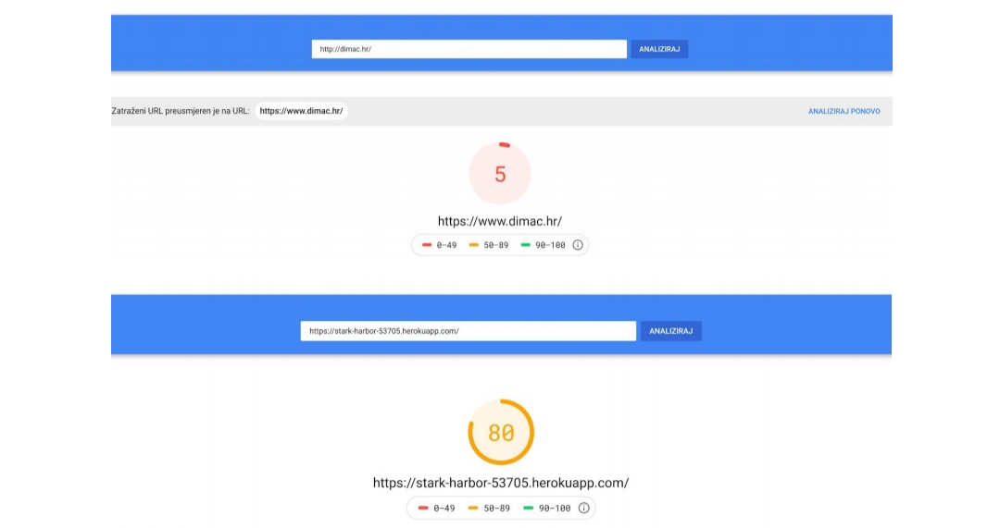 http://dimac.hr/ ANALIZIRAJ
Zatraženi URL preusmjeren je na URL: https://www.dimac.hr/ ANALIZIRAJ PONOVO
5
https://www.dimac.hr/
0–49 50–89 90–100
https://stark-harbor-53705.herokuapp.com/ ANALIZIRAJ
80
https://stark-harbor-53705.herokuapp.com/
0–49 50–89 90–100